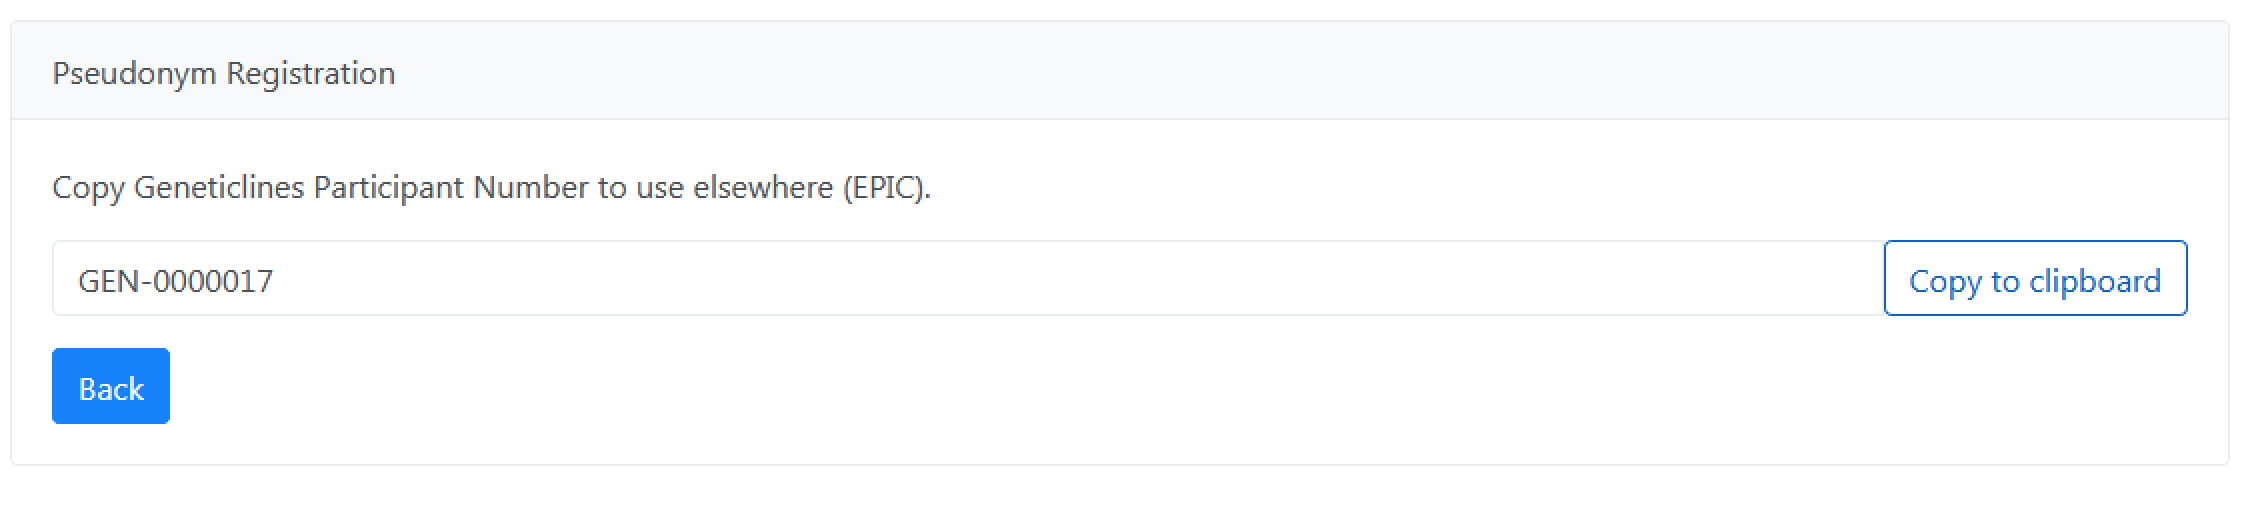 Pseudonym Registration
Copy Geneticlines Participant Number to use elsewhere (EPIC).
GEN-0000017
Copy to clipboard
Back